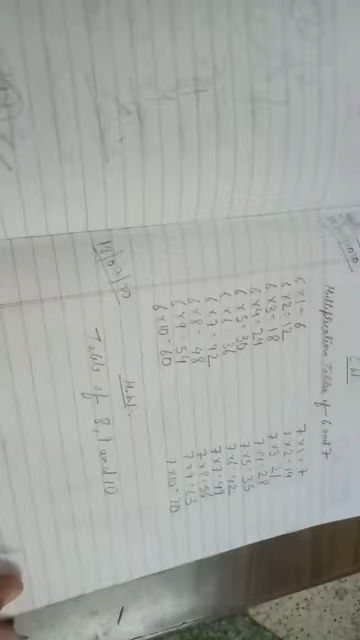 C.W
Multiplications Tables of 6 and 7
6 x 1 = 6
6 x 2 = 12
6 x 3 = 18
6 x 4 = 24
6 x 5 = 30
6 x 6 = 36
6 x 7 = 42
6 x 8 = 48
6 x 9 = 54
6 x 10 = 60
7 x 1 = 7
7 x 2 = 14
7 x 3 = 21
7 x 4 = 28
7 x 5 = 35
7 x 6 = 42
7 x 7 = 49
7 x 8 = 56
7 x 9 = 63
7 x 10 = 70
H.W.
Table of 8, 9 and 10